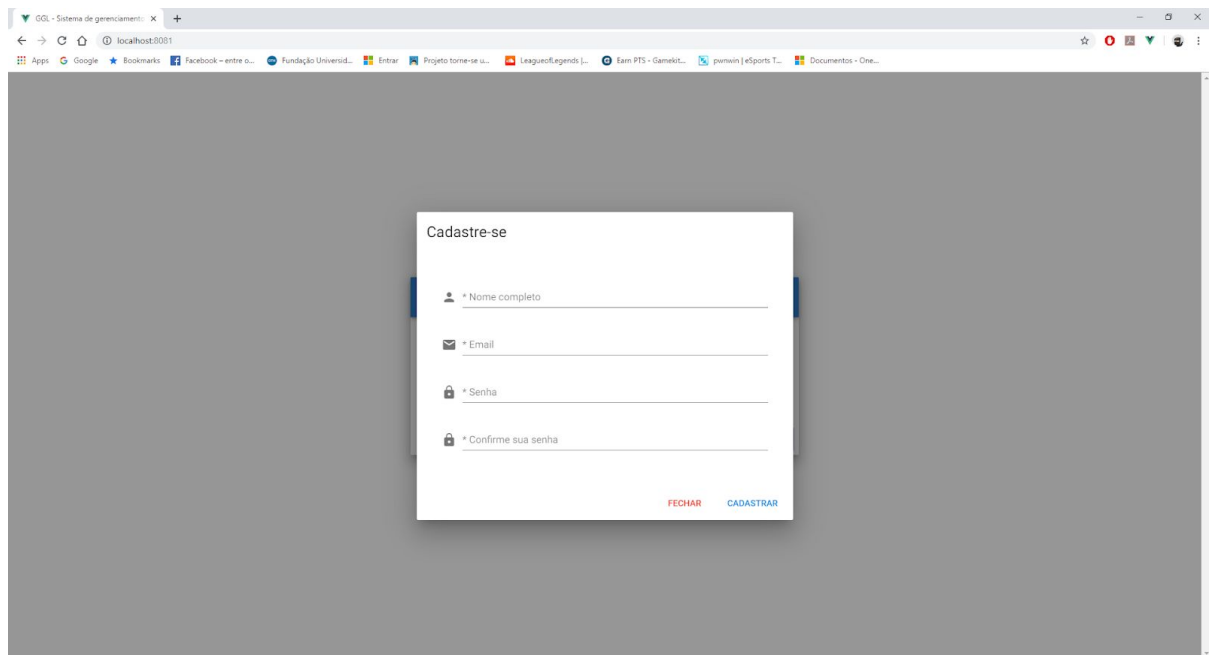 GGL - Sistema de gerenciament
localhost:8081
Apps Google Bookmarks Facebook – entre o... Fundação Universid... Entrar Projeto torne-se u... LeagueofLegends |... Earn PTS - Gamekit... pwnwin | eSports T... Documentos - One...
Cadastre-se
* Nome completo
* Email
* Senha
* Confirme sua senha
FECHAR CADASTRAR